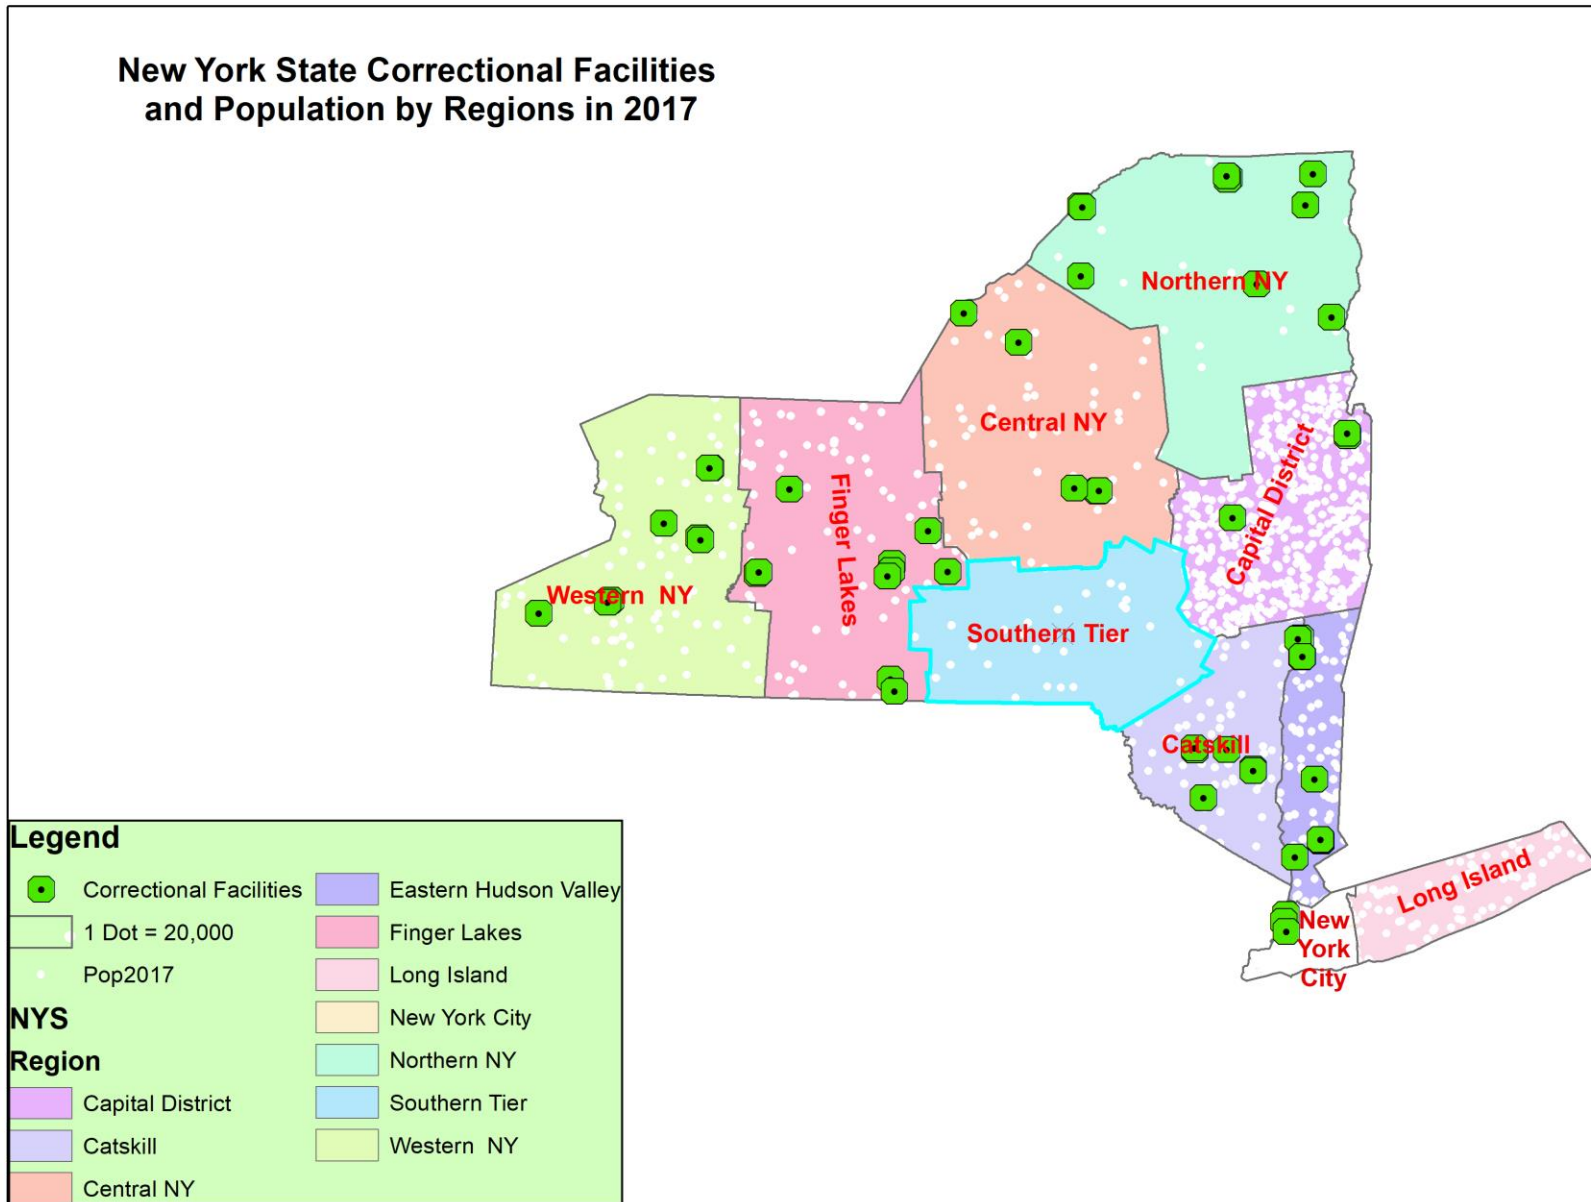 New York State Correctional Facilities
and Population by Regions in 2017
Northern NY
Central NY
Capital District
Finger Lakes
Western  NY
Southern Tier
Catskill
Long Island
New
York
City
Legend
Correctional Facilities
1 Dot = 20,000
Pop2017
NYS
Region
Capital District
Catskill
Central NY
Eastern Hudson Valley
Finger Lakes
Long Island
New York City
Northern NY
Southern Tier
Western  NY